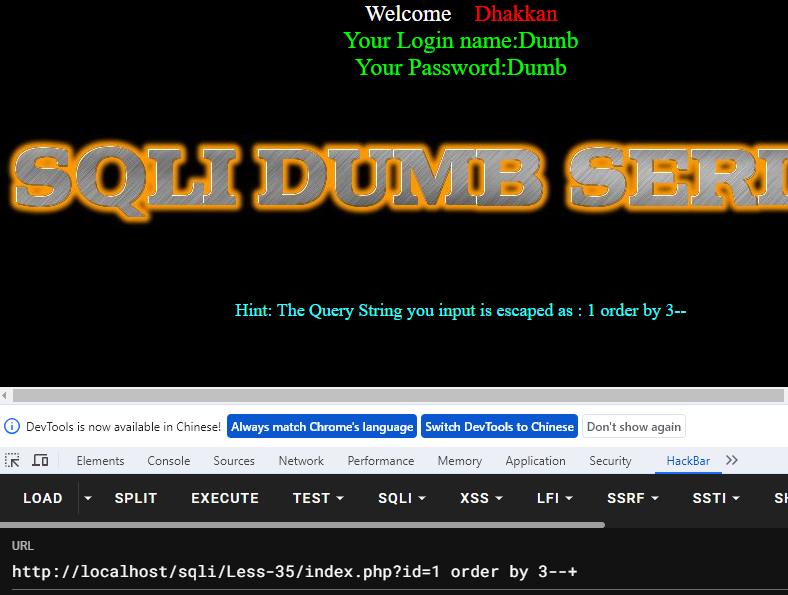 Welcome Dhakkan
Your Login name:Dumb
Your Password:Dumb
SQLI DUMB SERI
Hint: The Query String you input is escaped as : 1 order by 3--
DevTools is now available in Chinese! Always match Chrome's language Switch DevTools to Chinese Don't show again
Elements Console Sources Network Performance Memory Application Security HackBar
LOAD SPLIT EXECUTE TEST SQLI XSS LFI SSRF SSTI SH
URL
http://localhost/sqli/Less-35/index.php?id=1 order by 3--+